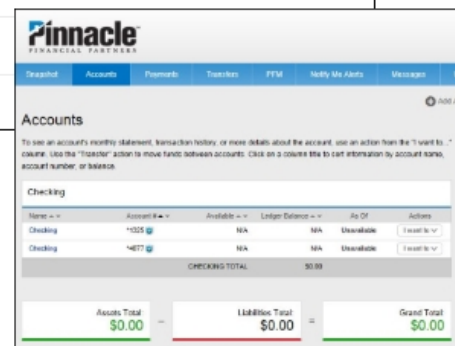 Pinnacle
FINANCIAL PARTNERS
Snapshot Accounts Payments Transfers PFM Notify Me Alerts Messages
Add
Accounts
To see an account's monthly statement, transaction history, or more details about the account, use an action from the "I want to..."
column. Use the "Transfer" action to move funds between accounts. Click on a column title to sort information by account name,
account number, or balance.
Checking
Name Account # Available Ledger Balance As Of Actions
Checking *1325 N/A N/A Unavailable I want to
Checking *4677 N/A N/A Unavailable I want to
CHECKING TOTAL $0.00
Assets Total: Liabilities Total: Grand Total:
$0.00 – $0.00 = $0.00